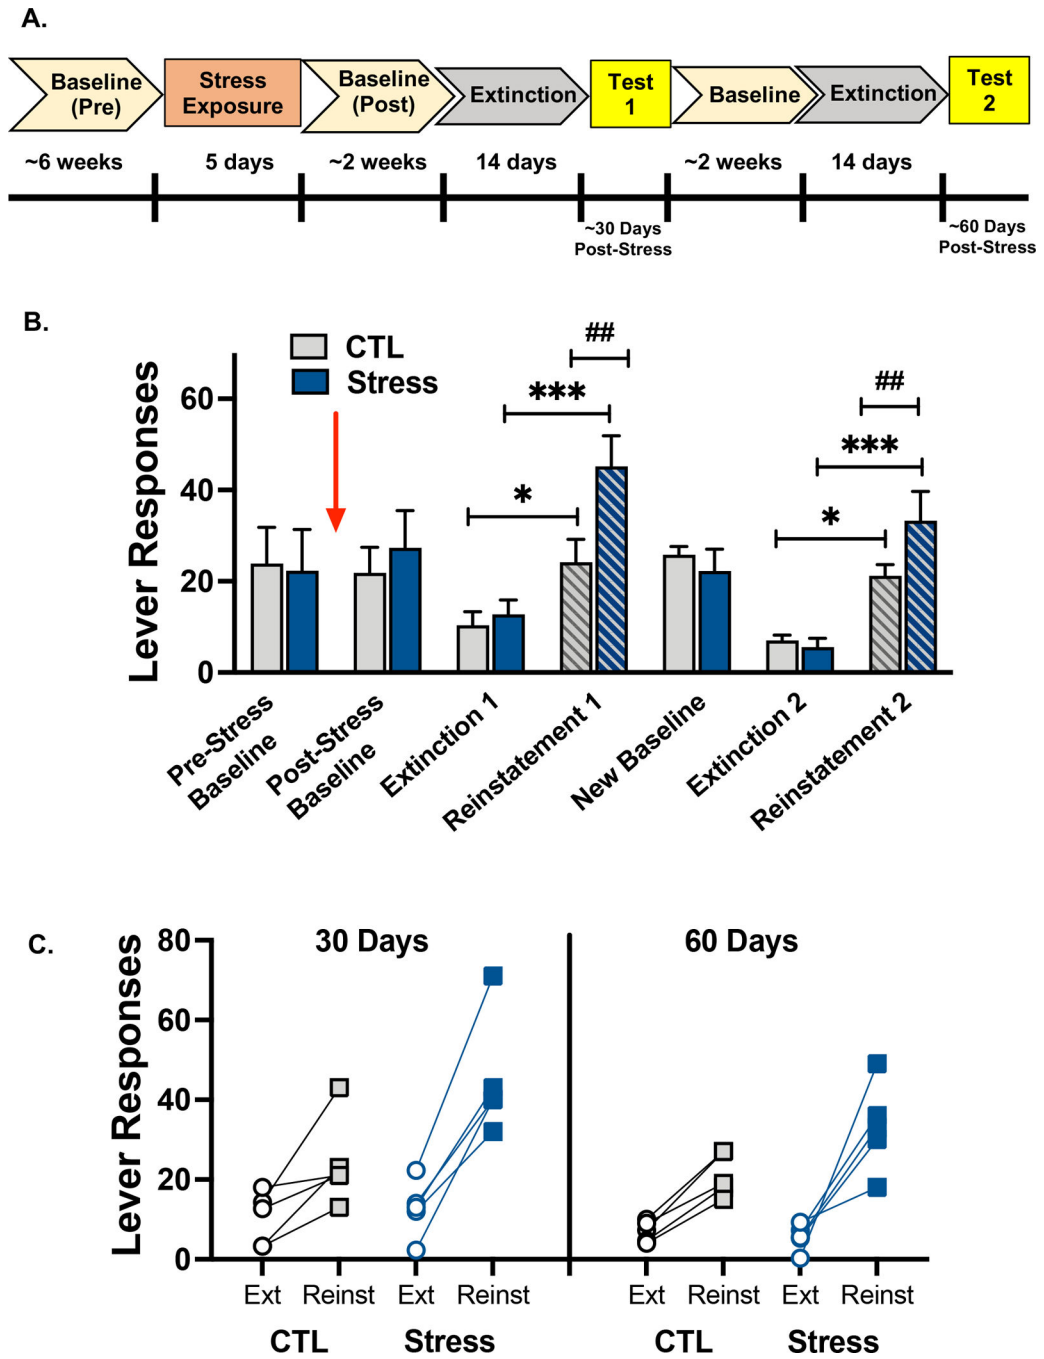 A.
Baseline
(Pre)
Stress
Exposure
Baseline
(Post)
Extinction
Test
1
Baseline
Extinction
Test
2
~6 weeks
5 days
~2 weeks
14 days
~2 weeks
14 days
~30 Days
Post-Stress
~60 Days
Post-Stress
B.
CTL
Stress
##
***
*
##
***
*
Lever Responses
60
40
20
0
Pre-Stress
Baseline
Post-Stress
Baseline
Extinction 1
Reinstatement 1
New Baseline
Extinction 2
Reinstatement 2
C.
30 Days
60 Days
Lever Responses
80
60
40
20
0
Ext
Reinst
Ext
Reinst
Ext
Reinst
Ext
Reinst
CTL
Stress
CTL
Stress